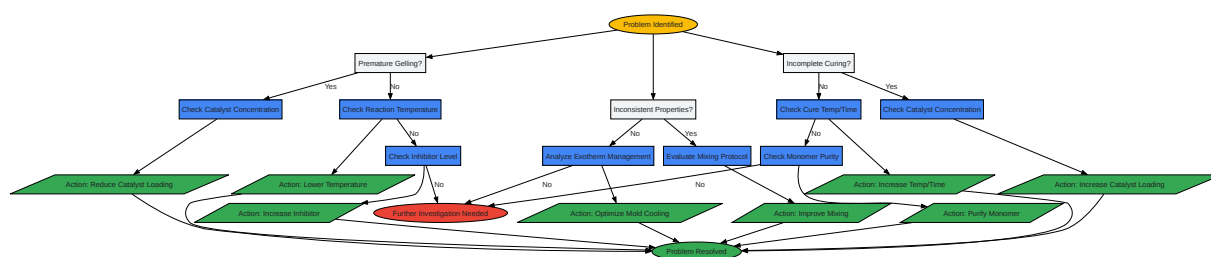 Problem Identified
Premature Gelling?
Incomplete Curing?
Yes
No
No
Yes
Check Catalyst Concentration
Check Reaction Temperature
Inconsistent Properties?
Check Cure Temp/Time
Check Catalyst Concentration
No
No
Yes
No
Check Inhibitor Level
Analyze Exotherm Management
Evaluate Mixing Protocol
Check Monomer Purity
Action: Reduce Catalyst Loading
Action: Lower Temperature
No
No
No
Action: Increase Temp/Time
Action: Increase Catalyst Loading
Action: Increase Inhibitor
Further Investigation Needed
Action: Optimize Mold Cooling
Action: Improve Mixing
Action: Purify Monomer
Problem Resolved